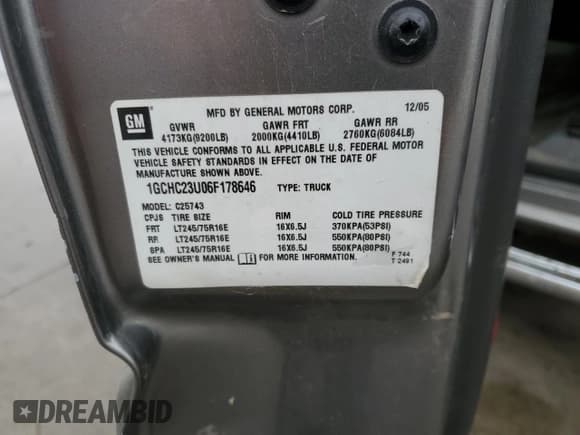 GM
MFD BY GENERAL MOTORS CORP. 12/05
GVWR GAWR FRT GAWR RR
4173KG(9200LB) 2000KG(4410LB) 2760KG(6084LB)
THIS VEHICLE CONFORMS TO ALL APPLICABLE U.S. FEDERAL MOTOR
VEHICLE SAFETY STANDARDS IN EFFECT ON THE DATE OF
MANUFACTURE SHOWN ABOVE.
1GCHC23U06F178646 TYPE: TRUCK
MODEL: C25743
CPJS TIRE SIZE RIM COLD TIRE PRESSURE
FRT LT245/75R16E 16X6.5J 370KPA(53PSI)
RR LT245/75R16E 16X6.5J 550KPA(80PSI)
SPA LT245/75R16E 16X6.5J 550KPA(80PSI)
SEE OWNER'S MANUAL FOR MORE INFORMATION.
F 744
T 2491
DREAMBID